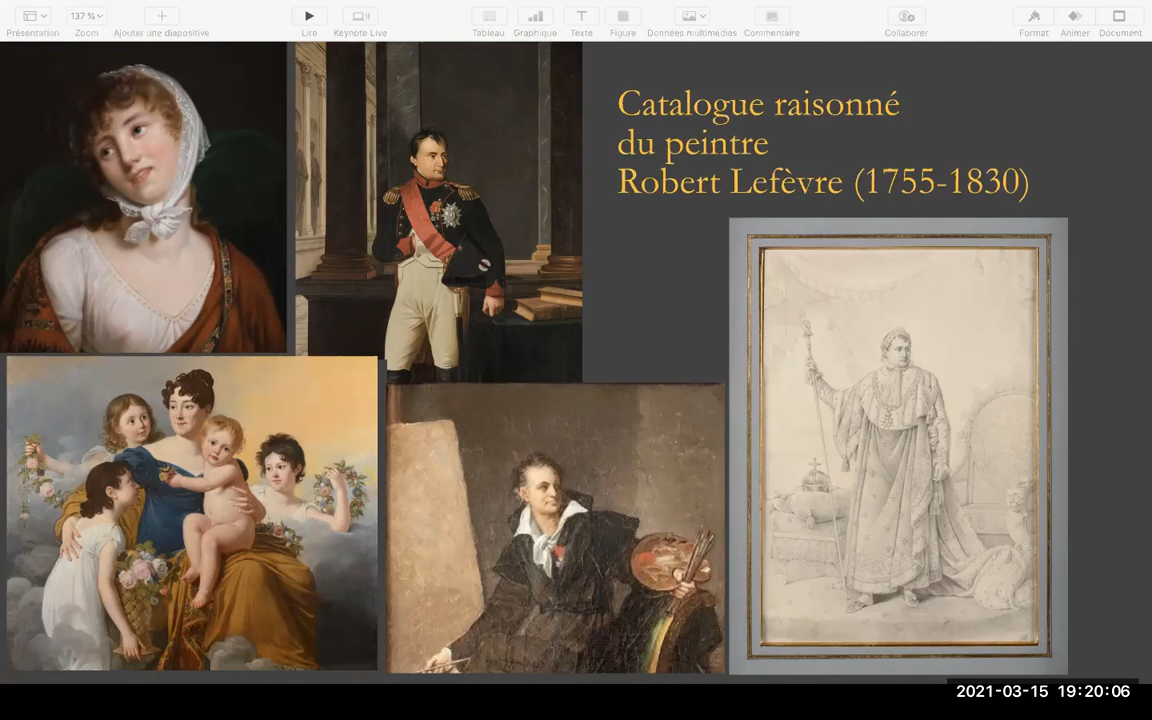 137 %
Présentation
Zoom
Ajouter une diapositive
Lire
Keynote Live
Tableau
Graphique
Texte
Figure
Données multimédias
Commentaire
Collaborer
Format
Animer
Document
Catalogue raisonné
du peintre
Robert Lefèvre (1755-1830)
2021-03-15 19:20:06